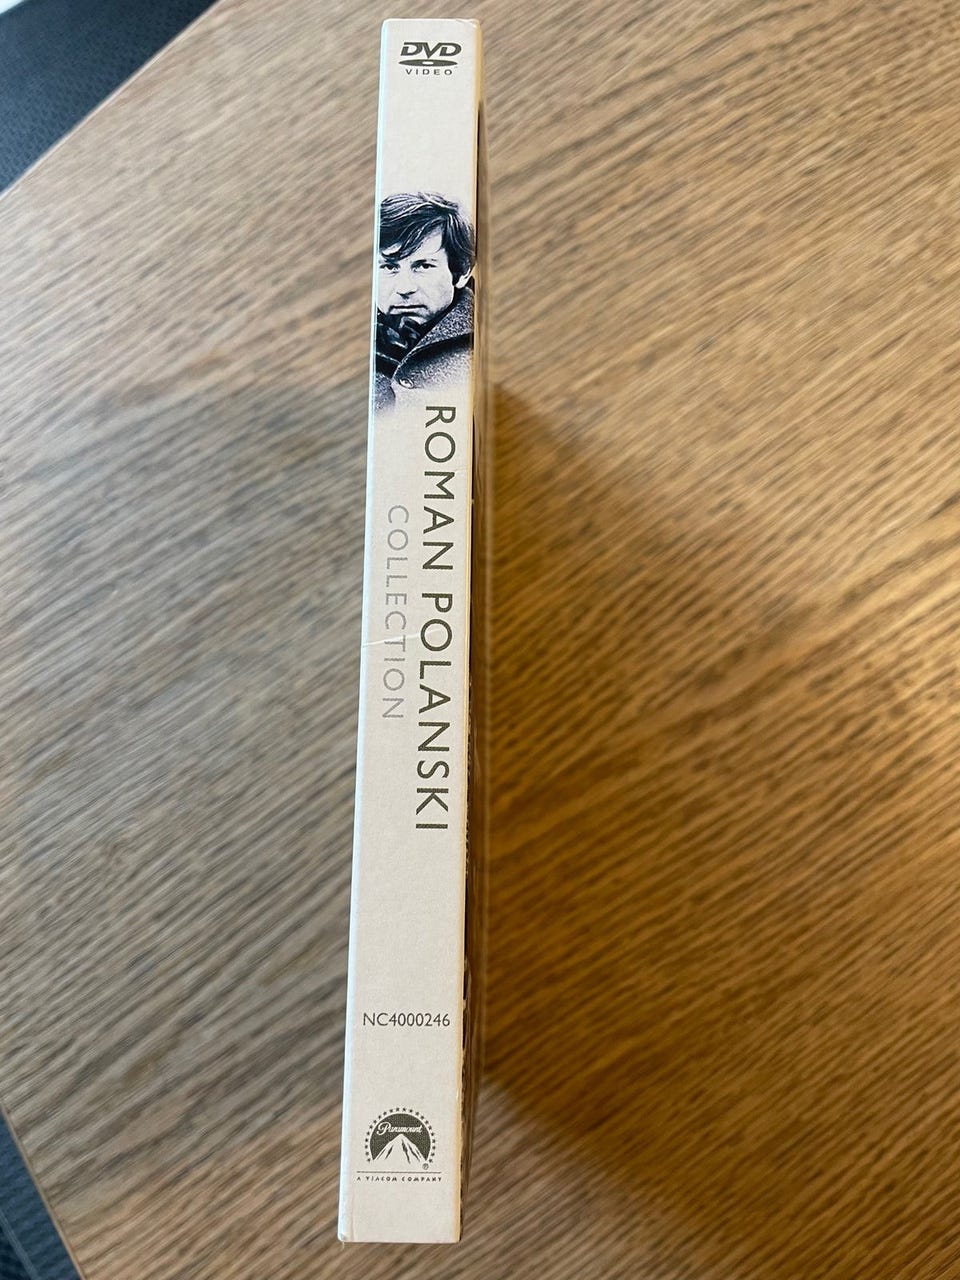 DVD
VIDEO
ROMAN POLANSKI
COLLECTION
NC4000246
Paramount
®
A VIACOM COMPANY